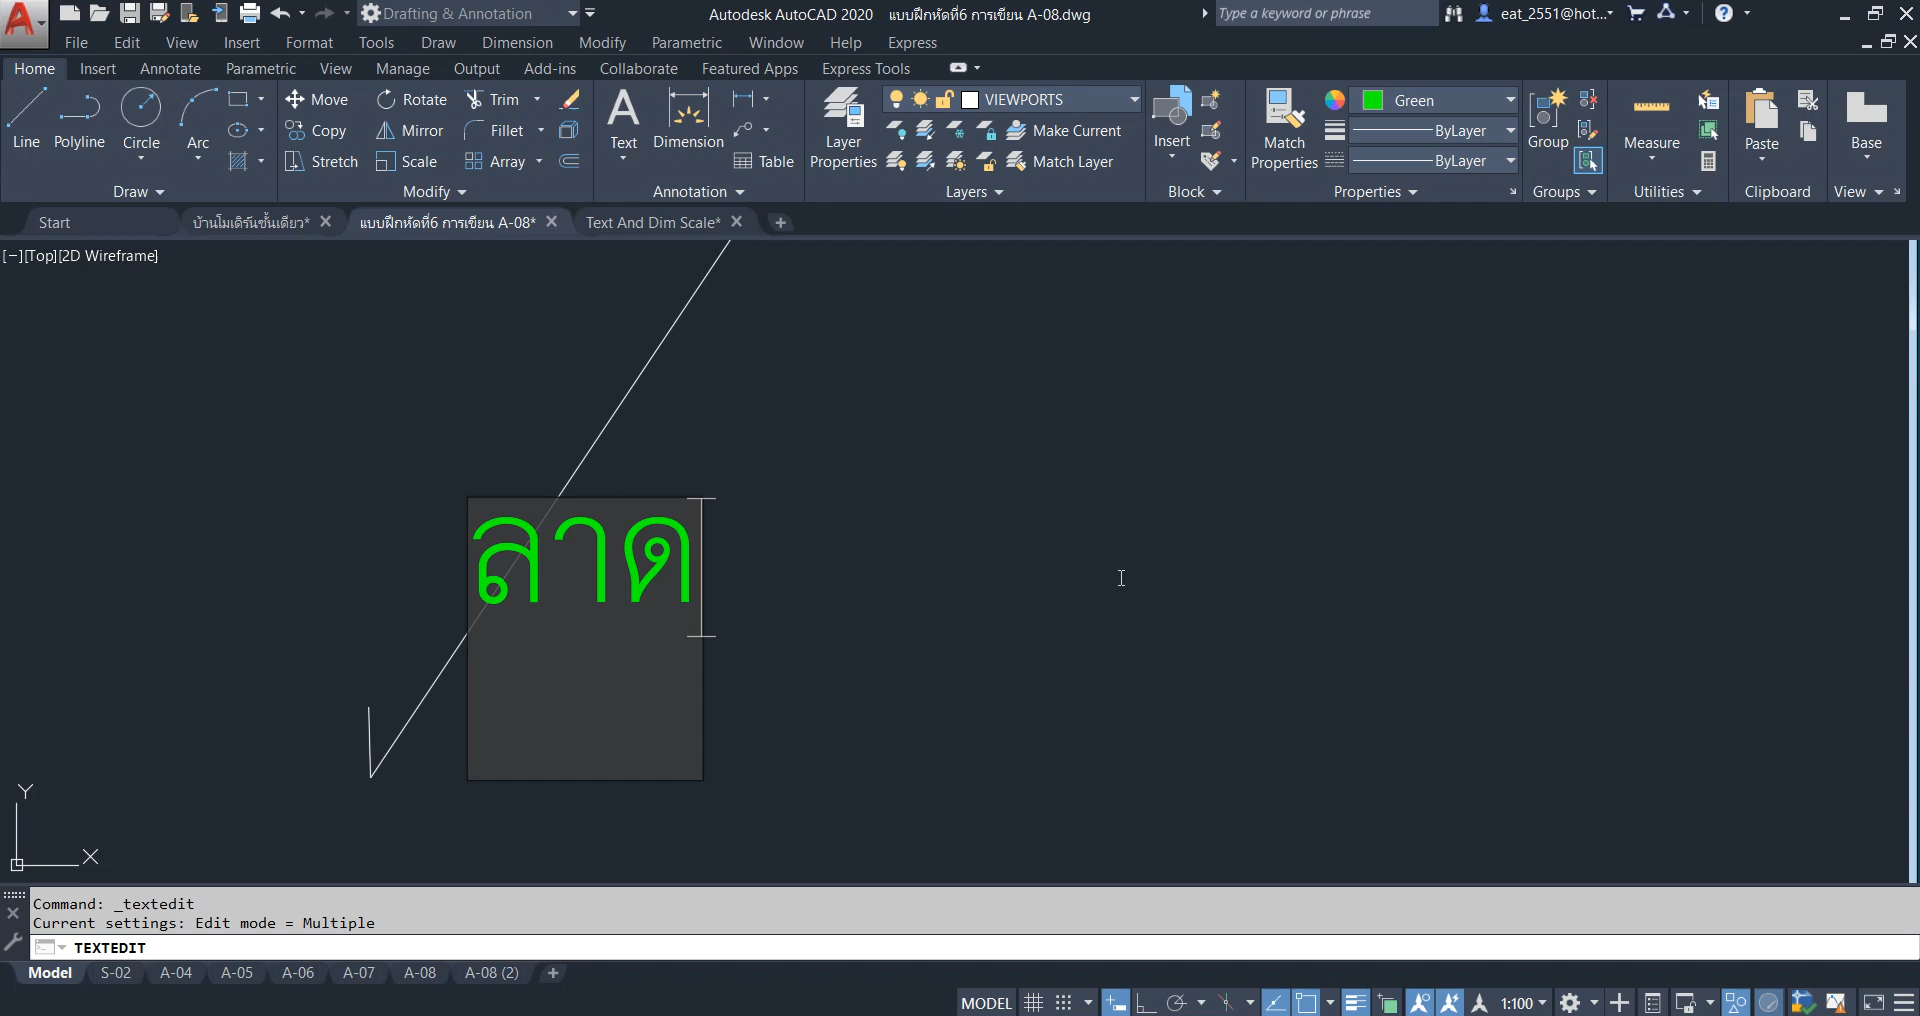 Drafting & Annotation
Autodesk AutoCAD 2020 แบบฝึกหัดที่6 การเขียน A-08.dwg
Type a keyword or phrase
eat_2551@hot...
File Edit View Insert Format Tools Draw Dimension Modify Parametric Window Help Express
Home Insert Annotate Parametric View Manage Output Add-ins Collaborate Featured Apps Express Tools
Move Rotate Trim VIEWPORTS Green
Line Polyline Circle Arc Copy Mirror Fillet Text Dimension Layer Properties Make Current Insert Match Properties ByLayer Group Measure Paste Base
Stretch Scale Array Table Match Layer ByLayer
Draw Modify Annotation Layers Block Properties Groups Utilities Clipboard View
Start บ้านโมเดิร์นชั้นเดียว* แบบฝึกหัดที่6 การเขียน A-08* Text And Dim Scale*
[−][Top][2D Wireframe]
ลาด
Y
X
Command: _textedit
Current settings: Edit mode = Multiple
TEXTEDIT
Model S-02 A-04 A-05 A-06 A-07 A-08 A-08 (2)
MODEL 1:100